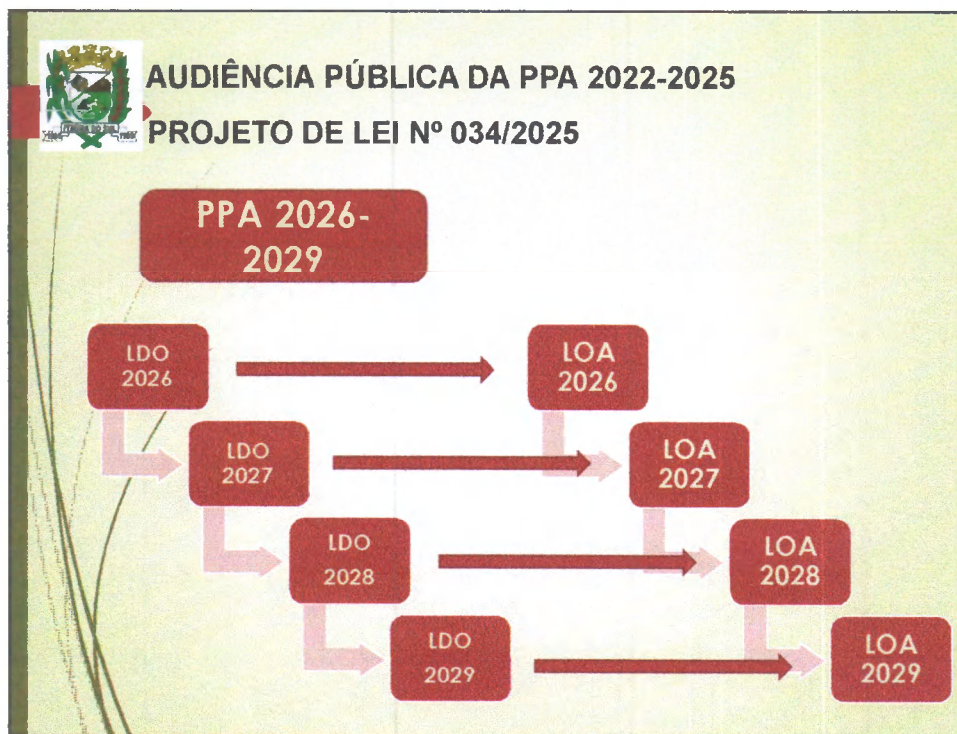 AUDIÊNCIA PÚBLICA DA PPA 2022-2025
PROJETO DE LEI Nº 034/2025
PPA 2026-
2029
LDO
2026
LOA
2026
LDO
2027
LOA
2027
LDO
2028
LOA
2028
LDO
2029
LOA
2029